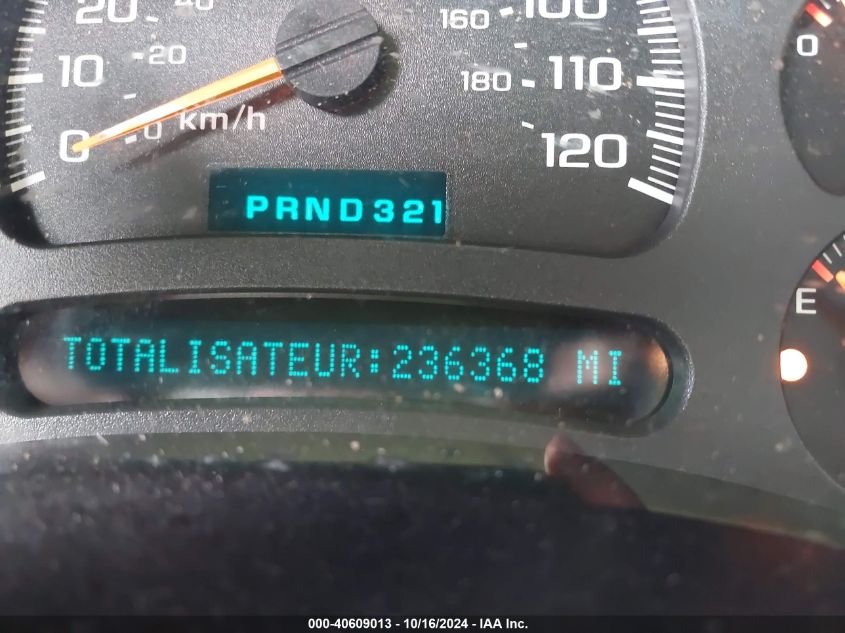 20 40
160 100
10 20
180 110
0 0 km/h
120
0
PRND321
E
TOTALISATEUR:236368 MI
000-40609013 - 10/16/2024 - IAA Inc.